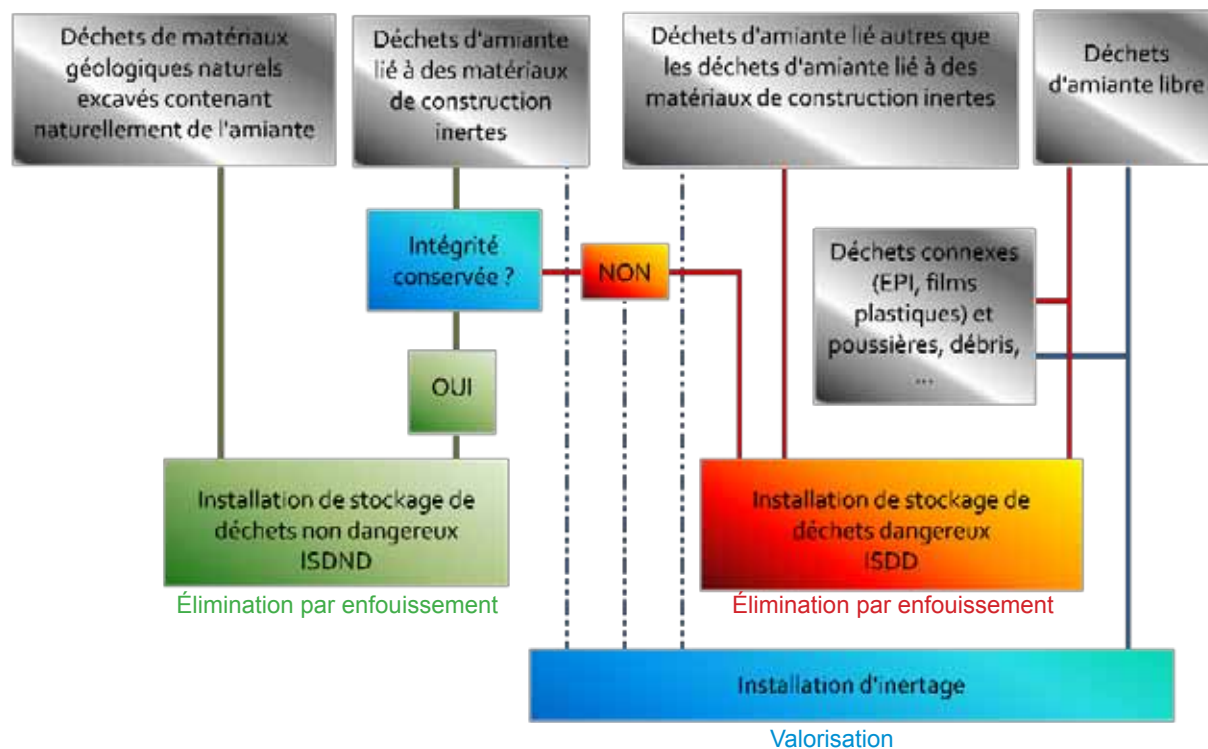 Déchets de matériaux
géologiques naturels
excavés contenant
naturellement de l'amiante
Déchets d'amiante
lié à des matériaux
de construction
inertes
Déchets d'amiante lié autres que
les déchets d'amiante lié à des
matériaux de construction inertes
Déchets
d'amiante libre
Intégrité
conservée ?
NON
Déchets connexes
(EPI, films
plastiques) et
poussières, débris,
...
OUI
Installation de stockage de
déchets non dangereux
ISDND
Élimination par enfouissement
Installation de stockage de
déchets dangereux
ISDD
Élimination par enfouissement
Installation d'inertage
Valorisation